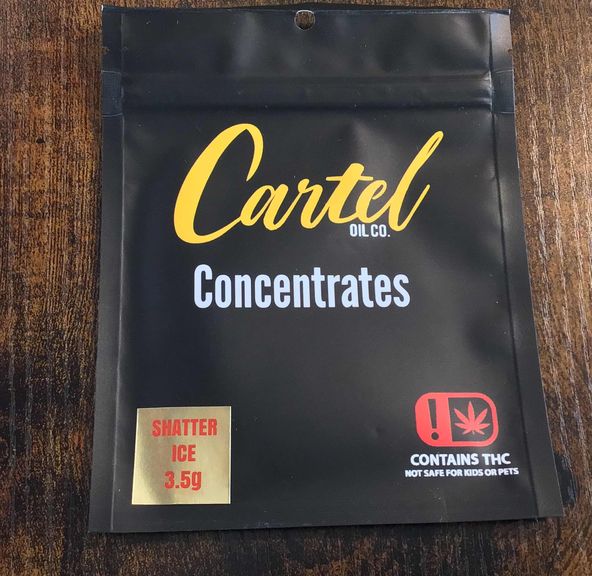 Cartel
OIL CO.
Concentrates
SHATTER
ICE
3.5g
!
CONTAINS THC
NOT SAFE FOR KIDS OR PETS